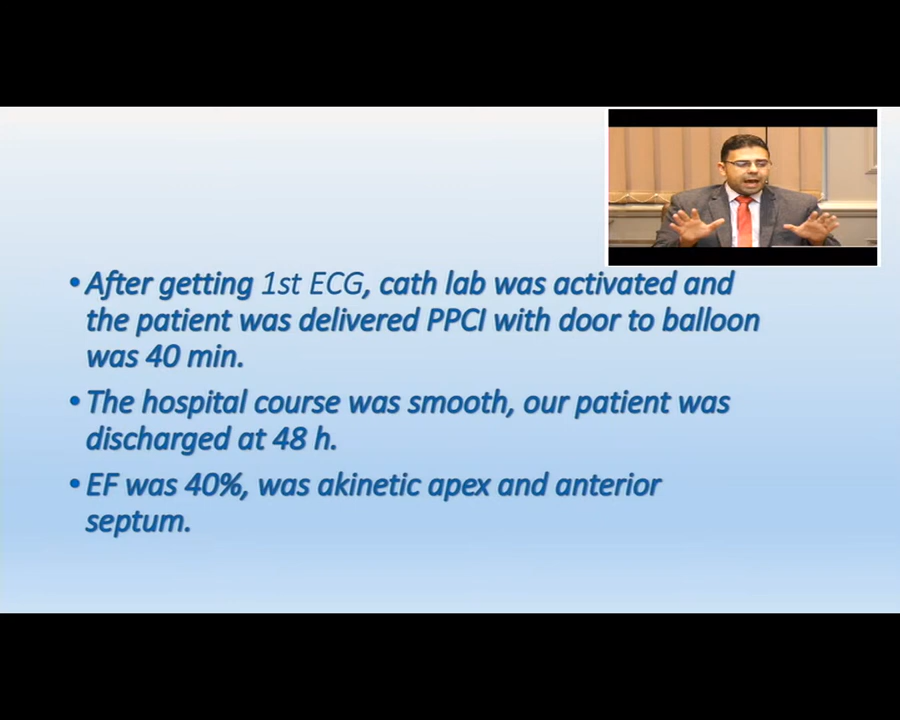 • After getting 1st ECG, cath lab was activated and
the patient was delivered PPCI with door to balloon
was 40 min.
• The hospital course was smooth, our patient was
discharged at 48 h.
• EF was 40%, was akinetic apex and anterior
septum.